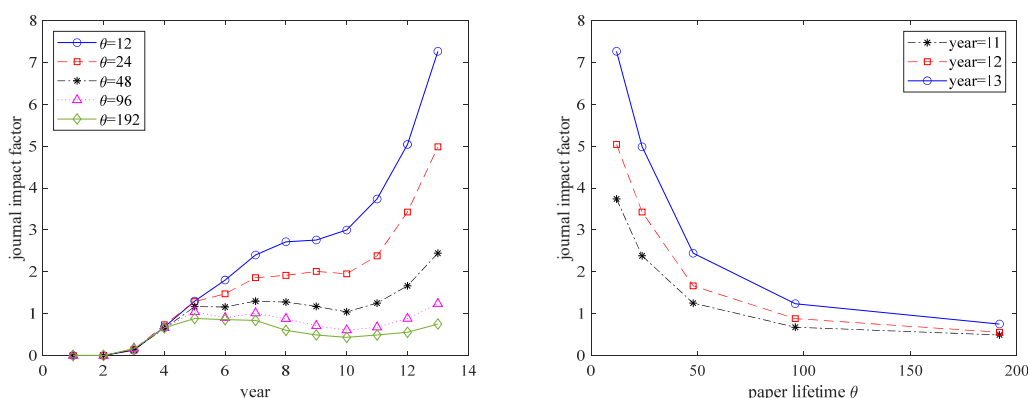 8
7
6
5
4
3
2
1
0
journal impact factor
θ=12
θ=24
θ=48
θ=96
θ=192
0 2 4 6 8 10 12 14
year
8
7
6
5
4
3
2
1
0
journal impact factor
year=11
year=12
year=13
0 50 100 150 200
paper lifetime θ